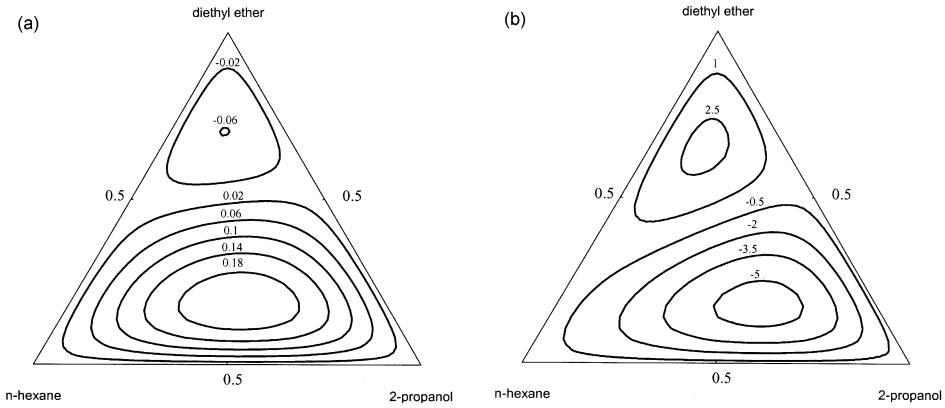 (a)
diethyl ether
-0.02
-0.06
0.5
0.5
0.02
0.06
0.1
0.14
0.18
0.5
n-hexane
2-propanol
(b)
diethyl ether
1
2.5
0.5
0.5
-0.5
-2
-3.5
-5
0.5
n-hexane
2-propanol